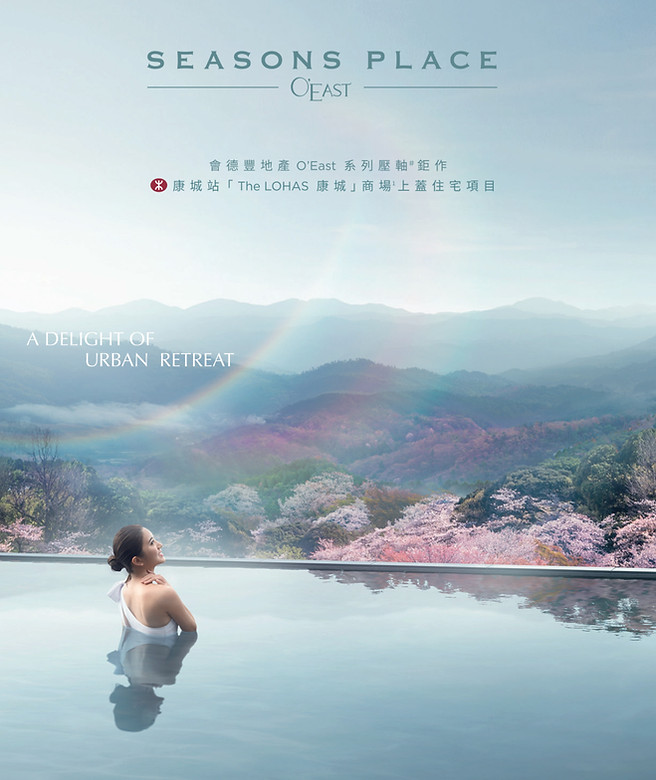 SEASONS PLACE
O'EAST
會德豐地產 O'East 系列壓軸#鉅作
康城站「The LOHAS 康城」商場¹上蓋住宅項目
A DELIGHT OF
URBAN RETREAT